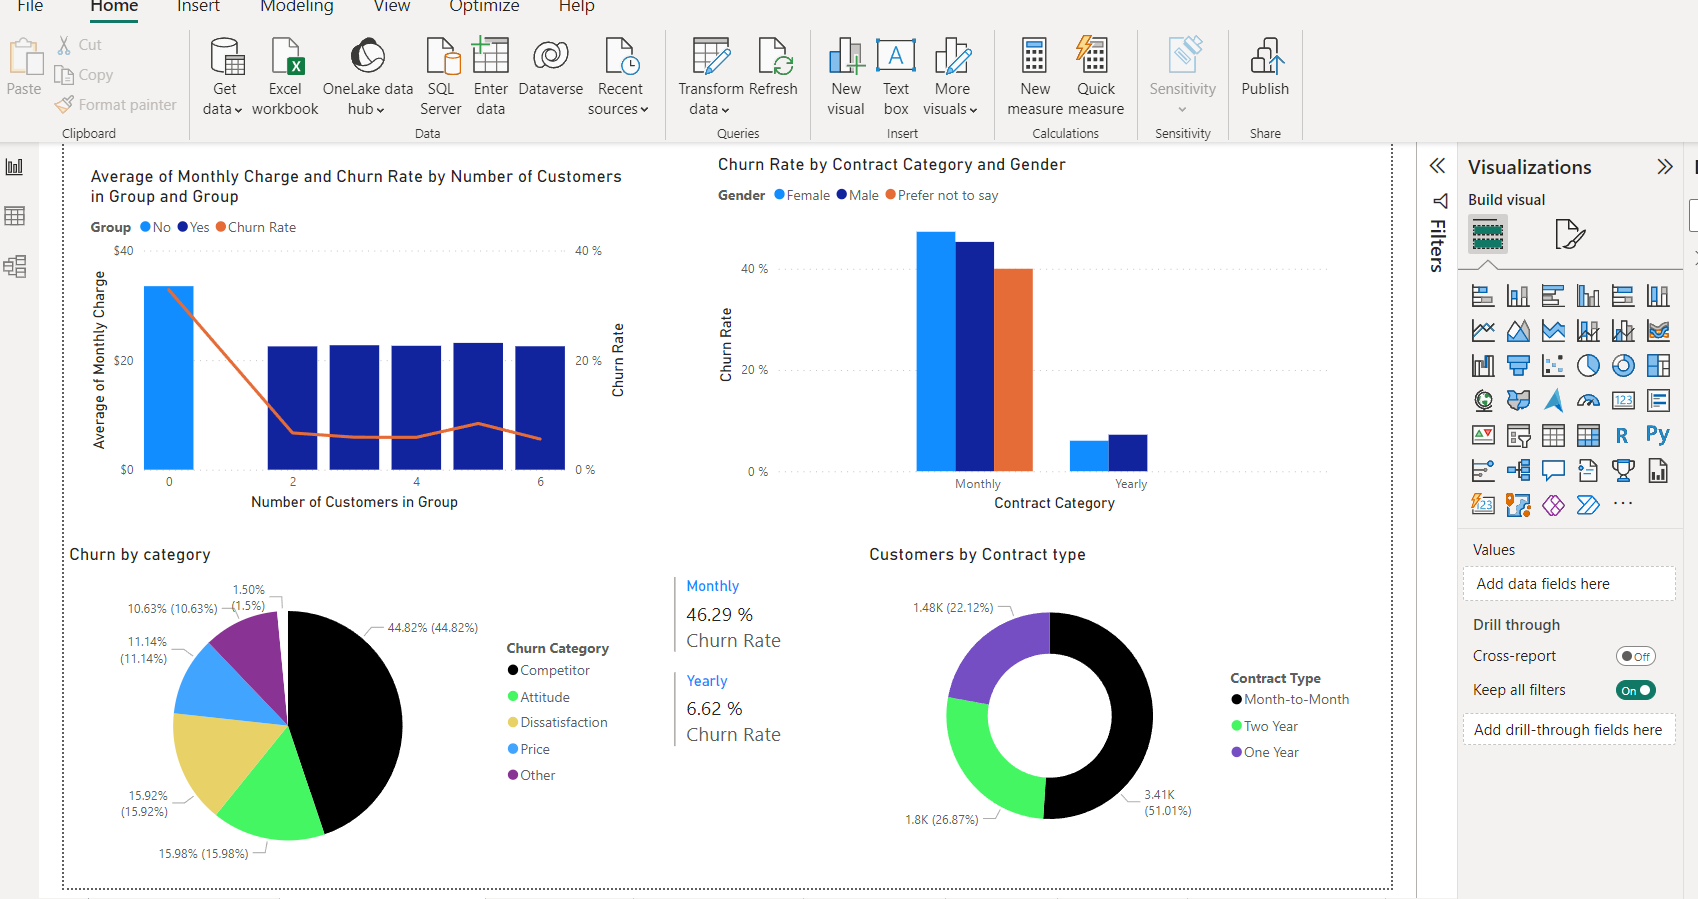 File Home Insert Modeling View Optimize Help
Paste
Cut
Copy
Format painter
Clipboard
Get data
Excel workbook
OneLake data hub
SQL Server
Enter data
Dataverse
Recent sources
Data
Transform data
Refresh
Queries
New visual
Text box
More visuals
Insert
New measure
Quick measure
Calculations
Sensitivity
Sensitivity
Publish
Share
Average of Monthly Charge and Churn Rate by Number of Customers
in Group and Group
Group No Yes Churn Rate
$40
$20
$0
Average of Monthly Charge
40 %
20 %
0 %
Churn Rate
0 2 4 6
Number of Customers in Group
Churn Rate by Contract Category and Gender
Gender Female Male Prefer not to say
40 %
20 %
0 %
Churn Rate
Monthly Yearly
Contract Category
Churn by category
1.50%
(1.5%)
10.63% (10.63%)
11.14%
(11.14%)
44.82% (44.82%)
15.92%
(15.92%)
15.98% (15.98%)
Churn Category
Competitor
Attitude
Dissatisfaction
Price
Other
Monthly
46.29 %
Churn Rate
Yearly
6.62 %
Churn Rate
Customers by Contract type
1.48K (22.12%)
1.8K (26.87%)
3.41K
(51.01%)
Contract Type
Month-to-Month
Two Year
One Year
Filters
Visualizations
Build visual
123
R
Py
123
Values
Add data fields here
Drill through
Cross-report Off
Keep all filters On
Add drill-through fields here